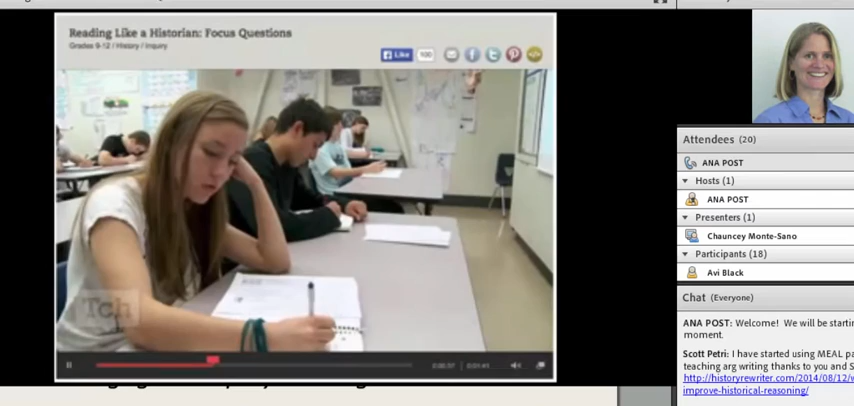 Reading Like a Historian: Focus Questions
Grades 9-12 / History / Inquiry
Like 100
Tch
Attendees (20)
ANA POST
Hosts (1)
ANA POST
Presenters (1)
Chauncey Monte-Sano
Participants (18)
Avi Black
Chat (Everyone)
ANA POST: Welcome! We will be startin
moment.
Scott Petri: I have started using MEAL pa
teaching arg writing thanks to you and S
http://historyrewriter.com/2014/08/12/w
improve-historical-reasoning/